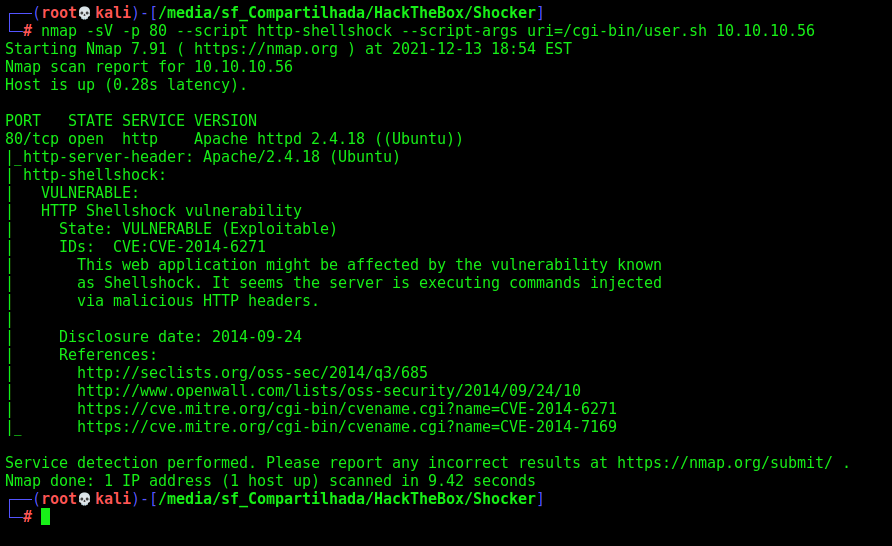 ┌──(root💀kali)-[/media/sf_Compartilhada/HackTheBox/Shocker]
└─# nmap -sV -p 80 --script http-shellshock --script-args uri=/cgi-bin/user.sh 10.10.10.56
Starting Nmap 7.91 ( https://nmap.org ) at 2021-12-13 18:54 EST
Nmap scan report for 10.10.10.56
Host is up (0.28s latency).

PORT   STATE SERVICE VERSION
80/tcp open  http    Apache httpd 2.4.18 ((Ubuntu))
|_http-server-header: Apache/2.4.18 (Ubuntu)
| http-shellshock:
|   VULNERABLE:
|   HTTP Shellshock vulnerability
|     State: VULNERABLE (Exploitable)
|     IDs:  CVE:CVE-2014-6271
|       This web application might be affected by the vulnerability known
|       as Shellshock. It seems the server is executing commands injected
|       via malicious HTTP headers.
|
|     Disclosure date: 2014-09-24
|     References:
|       http://seclists.org/oss-sec/2014/q3/685
|       http://www.openwall.com/lists/oss-security/2014/09/24/10
|       https://cve.mitre.org/cgi-bin/cvename.cgi?name=CVE-2014-6271
|_      https://cve.mitre.org/cgi-bin/cvename.cgi?name=CVE-2014-7169

Service detection performed. Please report any incorrect results at https://nmap.org/submit/ .
Nmap done: 1 IP address (1 host up) scanned in 9.42 seconds
┌──(root💀kali)-[/media/sf_Compartilhada/HackTheBox/Shocker]
└─#